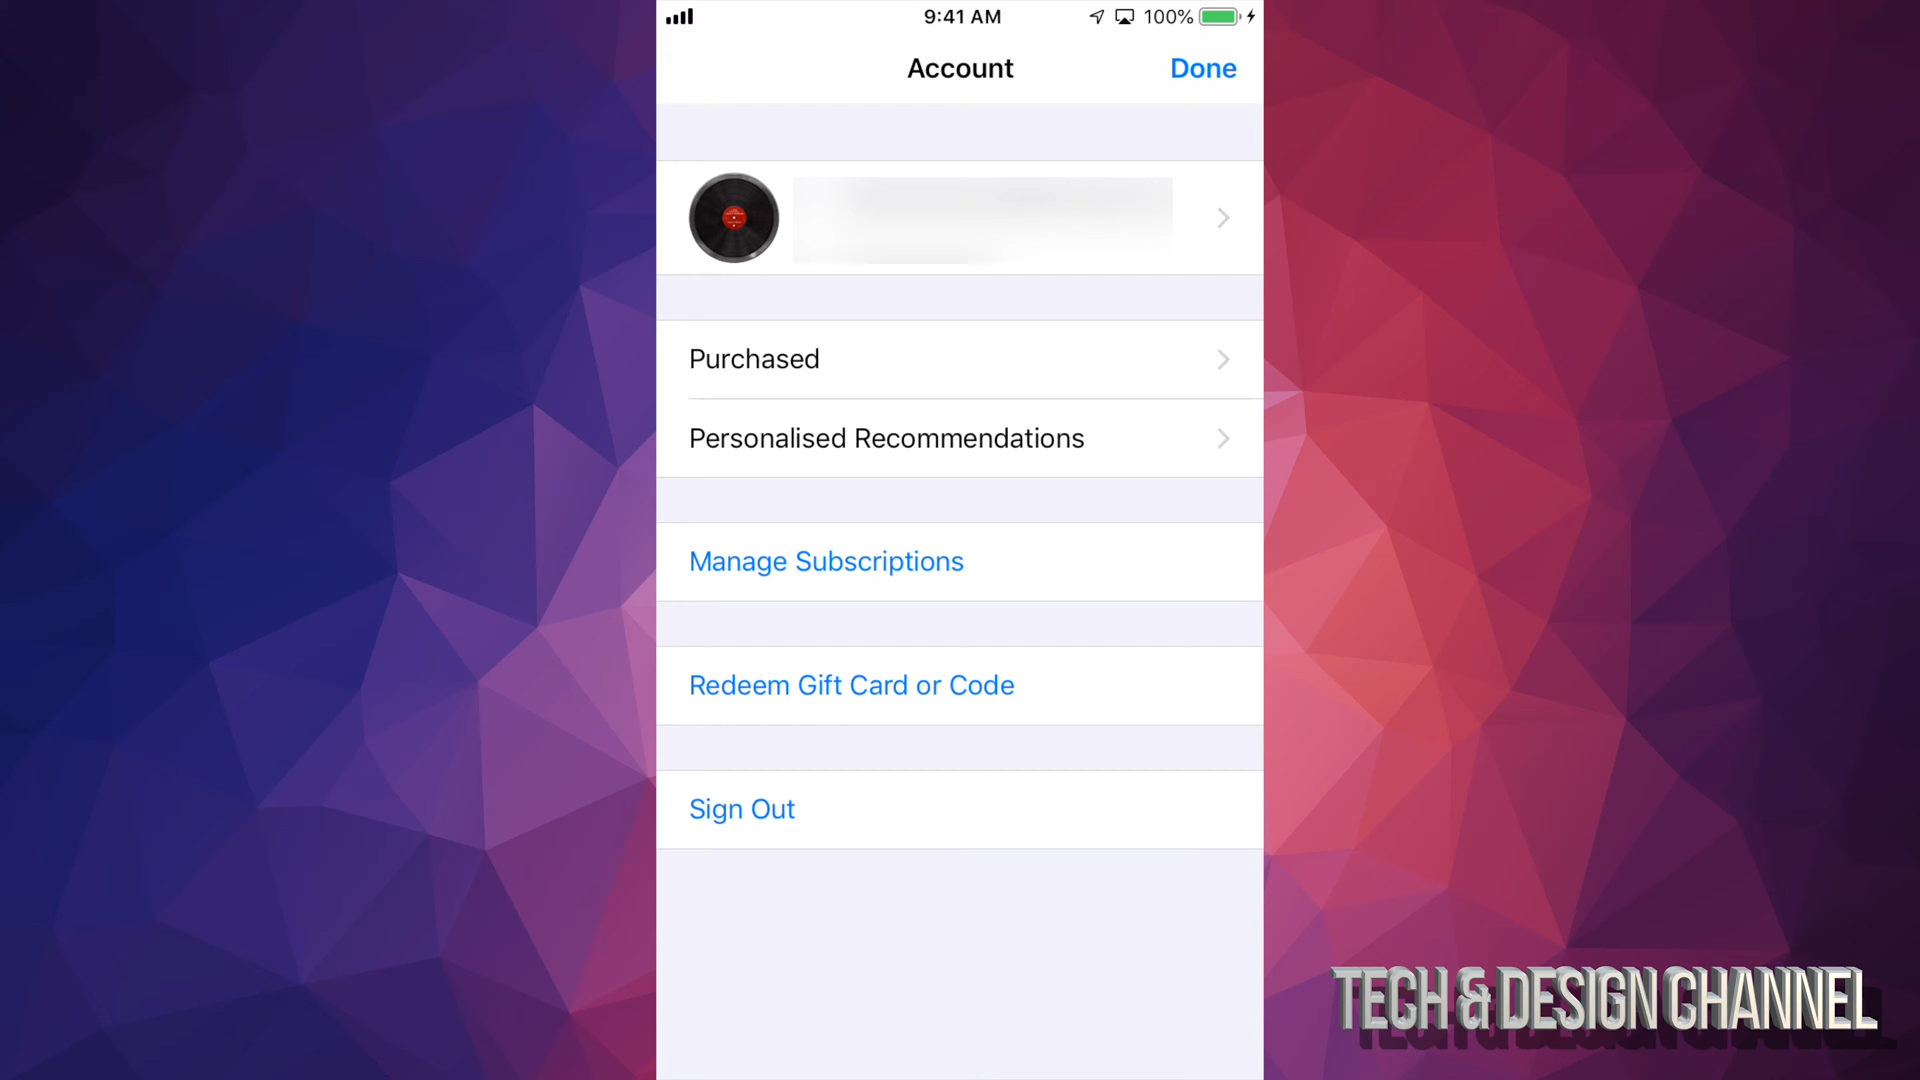 9:41 AM
100%
Account
Done
Purchased
Personalised Recommendations
Manage Subscriptions
Redeem Gift Card or Code
Sign Out
TECH & DESIGN CHANNEL